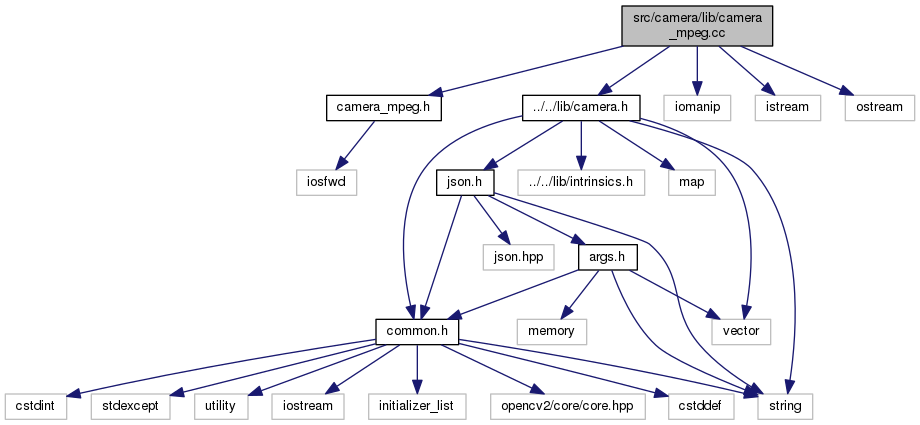 src/camera/lib/camera
_mpeg.cc
camera_mpeg.h
../../lib/camera.h
iomanip
istream
ostream
iosfwd
json.h
../../lib/intrinsics.h
map
json.hpp
args.h
common.h
memory
vector
cstdint
stdexcept
utility
iostream
initializer_list
opencv2/core/core.hpp
cstddef
string